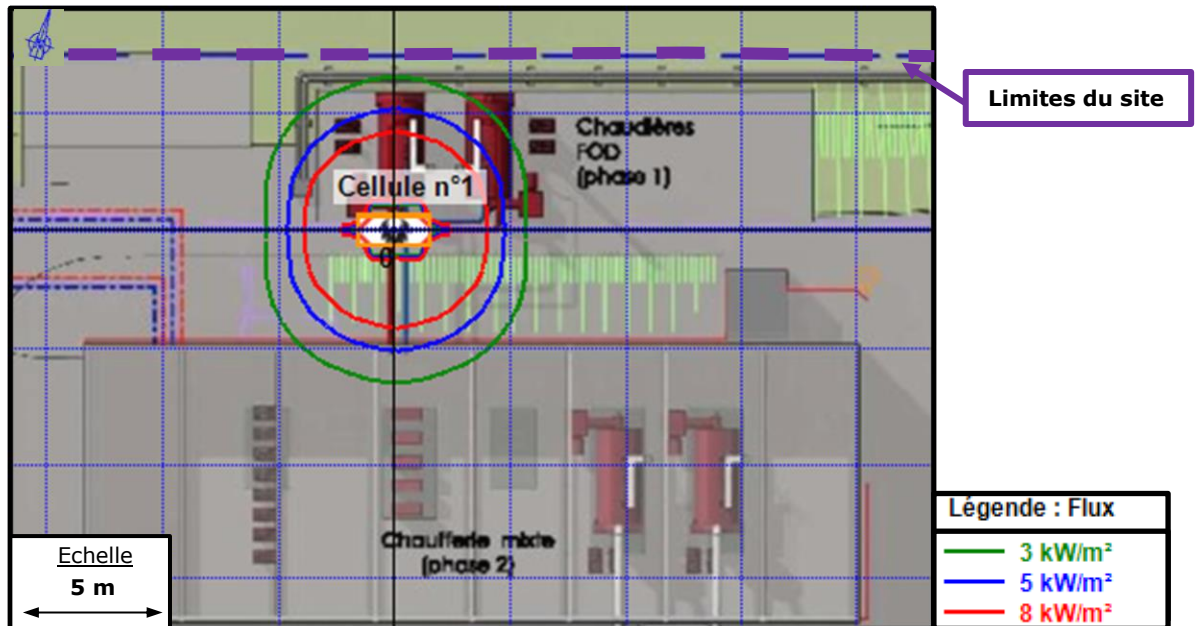 Limites du site
Chaudières
FOD
(phase 1)
Cellule n°1
0
Chaufferie mixte
(phase 2)
Echelle
5 m
Légende : Flux
3 kW/m²
5 kW/m²
8 kW/m²